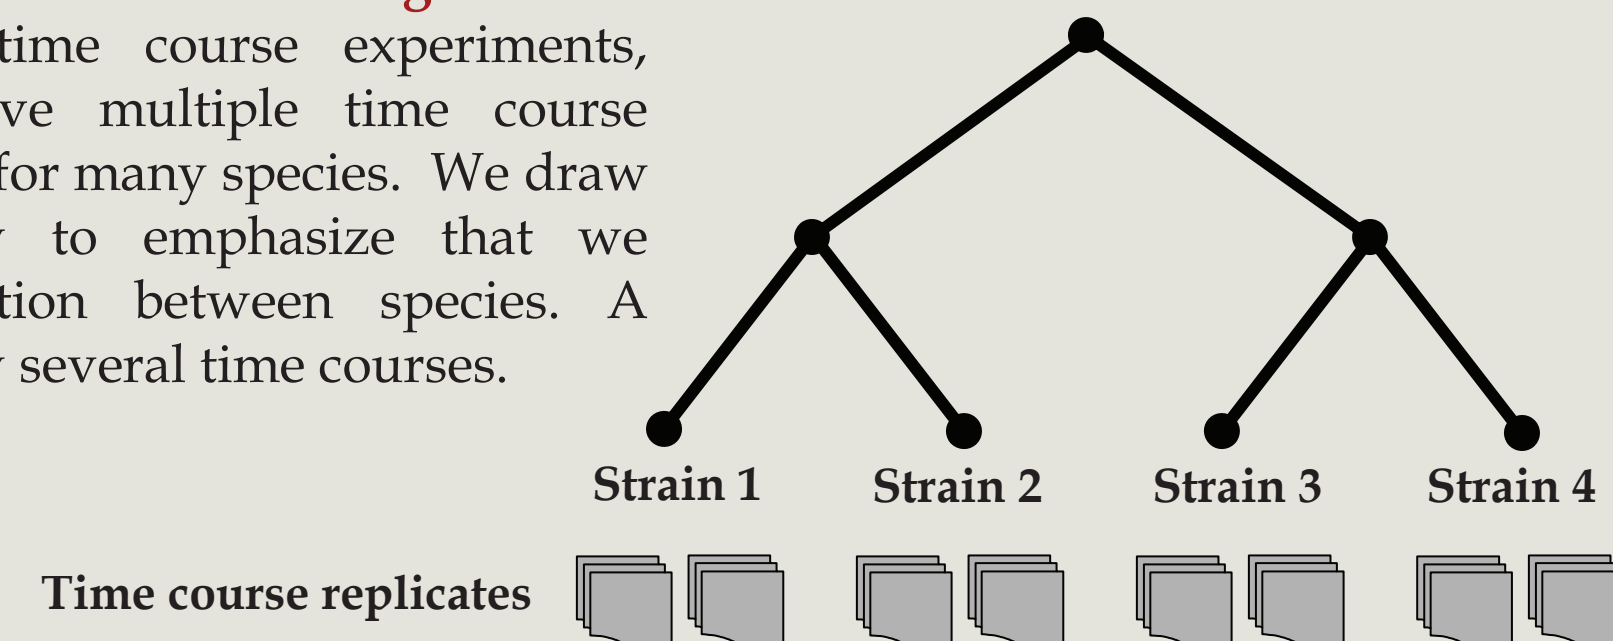 time course experiments,
ve multiple time course
for many species. We draw
to emphasize that we
tion between species. A
several time courses.
Strain 1 Strain 2 Strain 3 Strain 4
Time course replicates